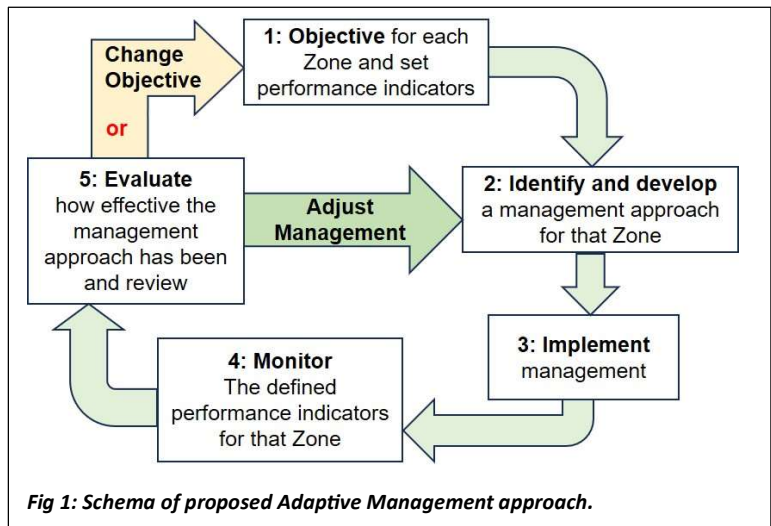 1: Objective for each
Zone and set
performance indicators
Change
Objective
or
5: Evaluate
how effective the
management
approach has been
and review
Adjust
Management
2: Identify and develop
a management approach
for that Zone
3: Implement
management
4: Monitor
The defined
performance indicators
for that Zone
Fig 1: Schema of proposed Adaptive Management approach.